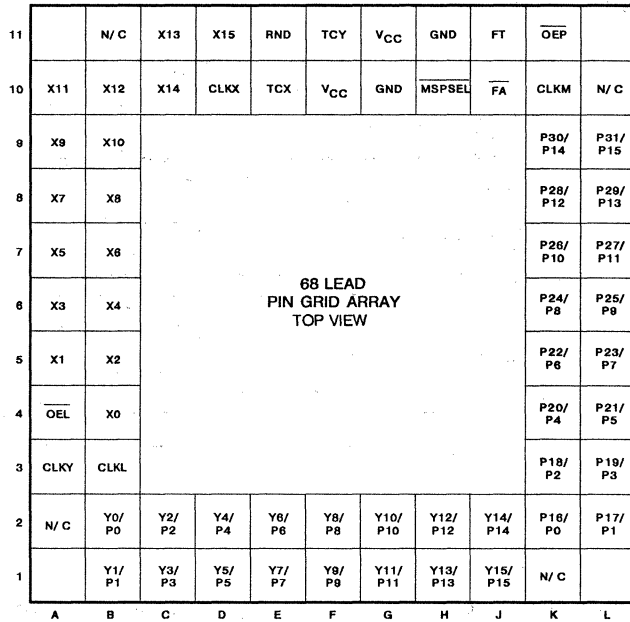 11 N/C X13 X15 RND TCY VCC GND FT OEP
10 X11 X12 X14 CLKX TCX VCC GND MSPSEL FA CLKM N/C
9 X9 X10 P30/P14 P31/P15
8 X7 X8 P28/P12 P29/P13
7 X5 X6 P26/P10 P27/P11
68 LEAD
PIN GRID ARRAY
TOP VIEW
6 X3 X4 P24/P8 P25/P9
5 X1 X2 P22/P6 P23/P7
4 OEL X0 P20/P4 P21/P5
3 CLKY CLKL P18/P2 P19/P3
2 N/C Y0/P0 Y2/P2 Y4/P4 Y6/P6 Y8/P8 Y10/P10 Y12/P12 Y14/P14 P16/P0 P17/P1
1 Y1/P1 Y3/P3 Y5/P5 Y7/P7 Y9/P9 Y11/P11 Y13/P13 Y15/P15 N/C
A B C D E F G H J K L